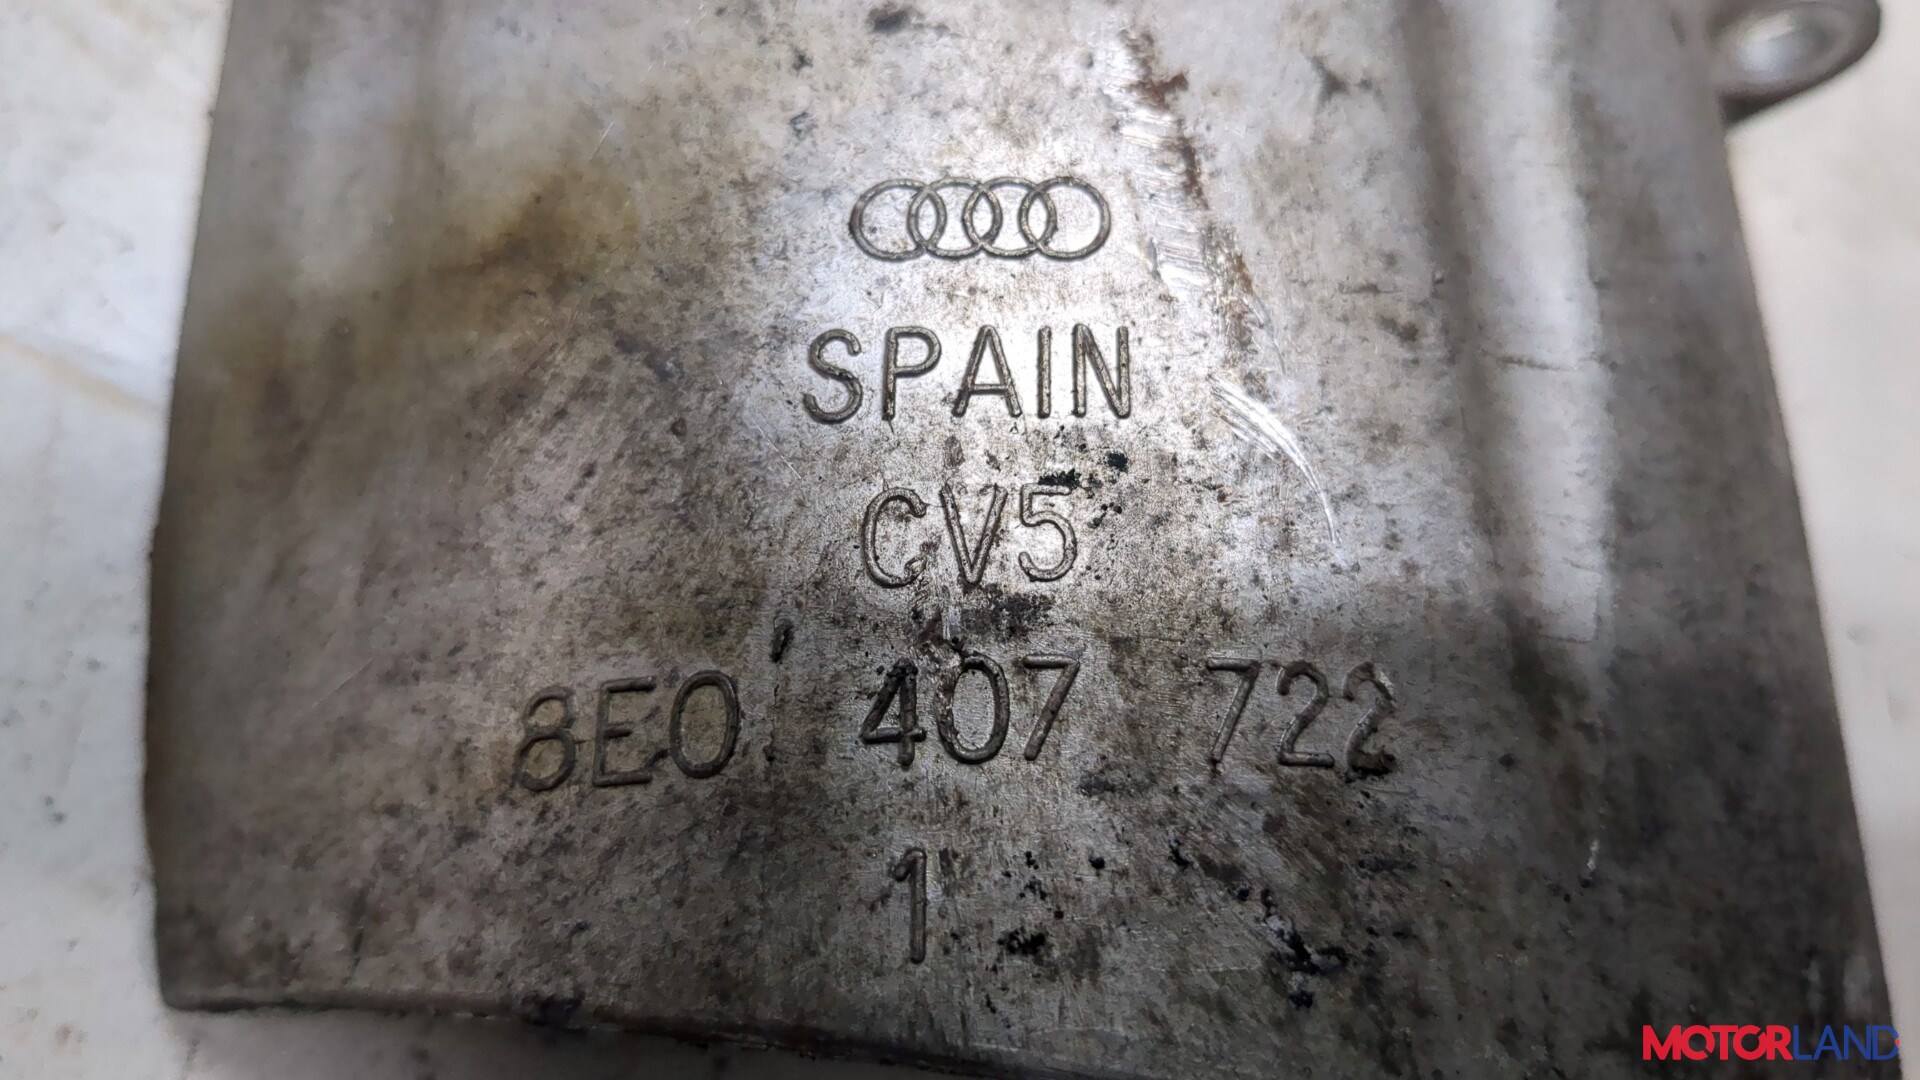 SPAIN
CV5
8E0 407 722
1
MOTORLAND